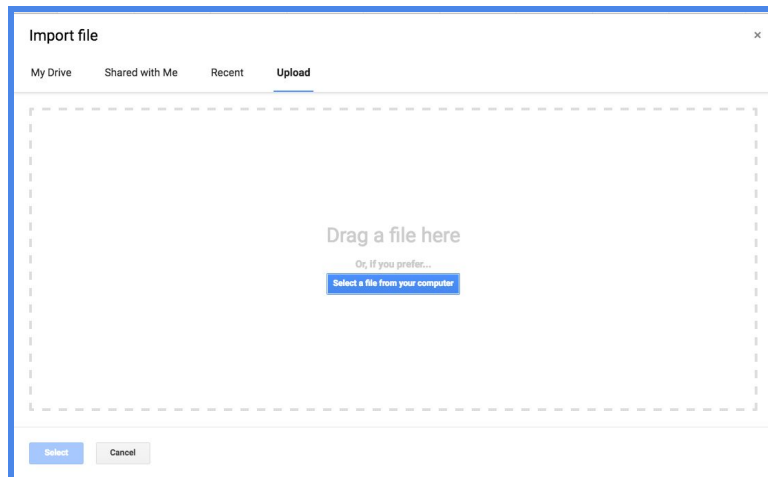 Import file
×
My Drive Shared with Me Recent Upload
Drag a file here
Or, if you prefer...
Select a file from your computer
Select Cancel